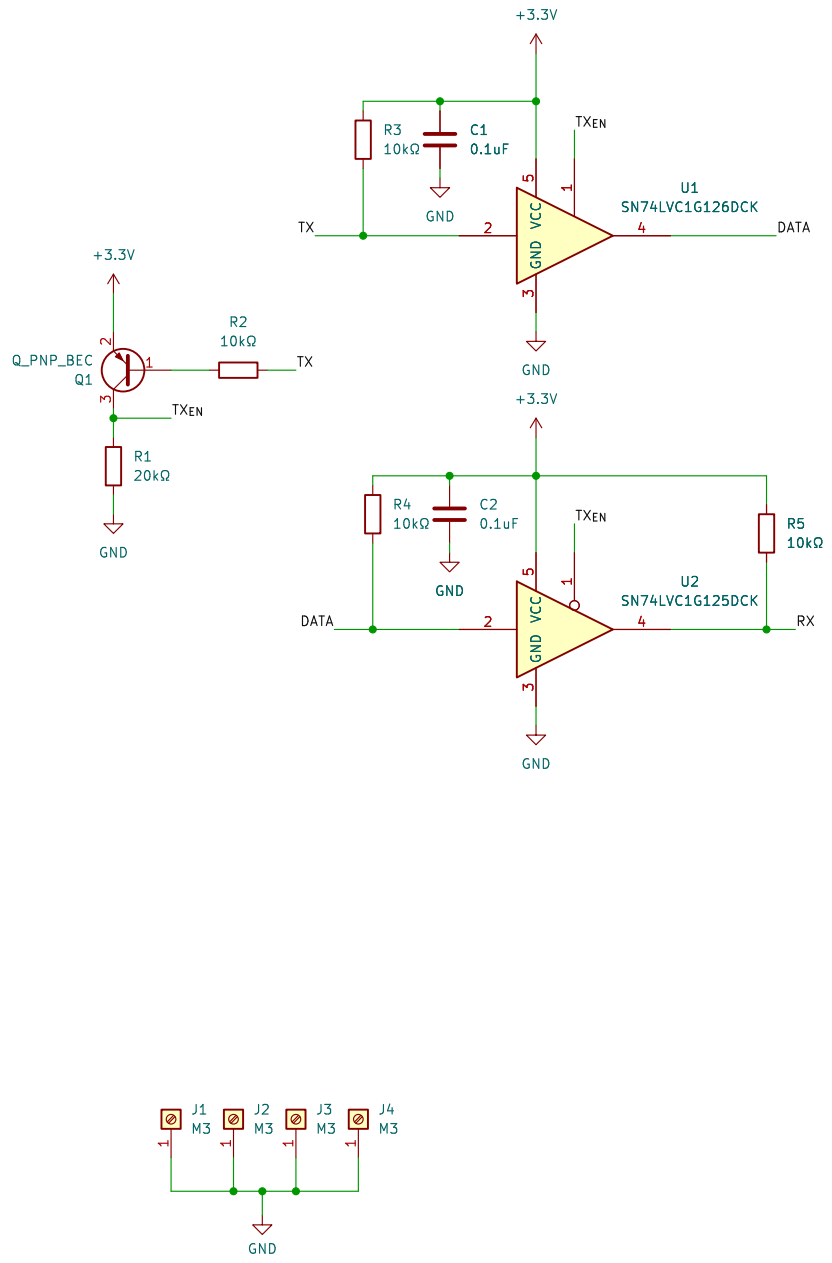 +3.3V
R3
10kΩ
C1
0.1uF
GND
TXEN
5
1
U1
SN74LVC1G126DCK
TX
2
VCC
GND
4
DATA
3
GND
+3.3V
R2
10kΩ
2
Q_PNP_BEC
Q1
1
TX
3
TXEN
R1
20kΩ
GND
+3.3V
R4
10kΩ
C2
0.1uF
GND
TXEN
R5
10kΩ
5
1
U2
SN74LVC1G125DCK
DATA
2
VCC
GND
4
RX
3
GND
J1
M3
1
J2
M3
1
J3
M3
1
J4
M3
1
GND